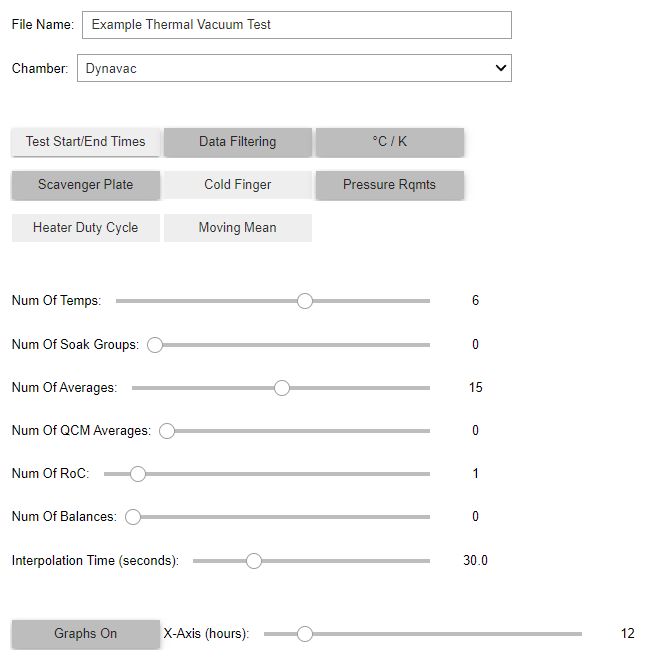 File Name: Example Thermal Vacuum Test
Chamber: Dynavac
Test Start/End Times Data Filtering °C / K
Scavenger Plate Cold Finger Pressure Rqmts
Heater Duty Cycle Moving Mean
Num Of Temps: 6
Num Of Soak Groups: 0
Num Of Averages: 15
Num Of QCM Averages: 0
Num Of RoC: 1
Num Of Balances: 0
Interpolation Time (seconds): 30.0
Graphs On X-Axis (hours): 12